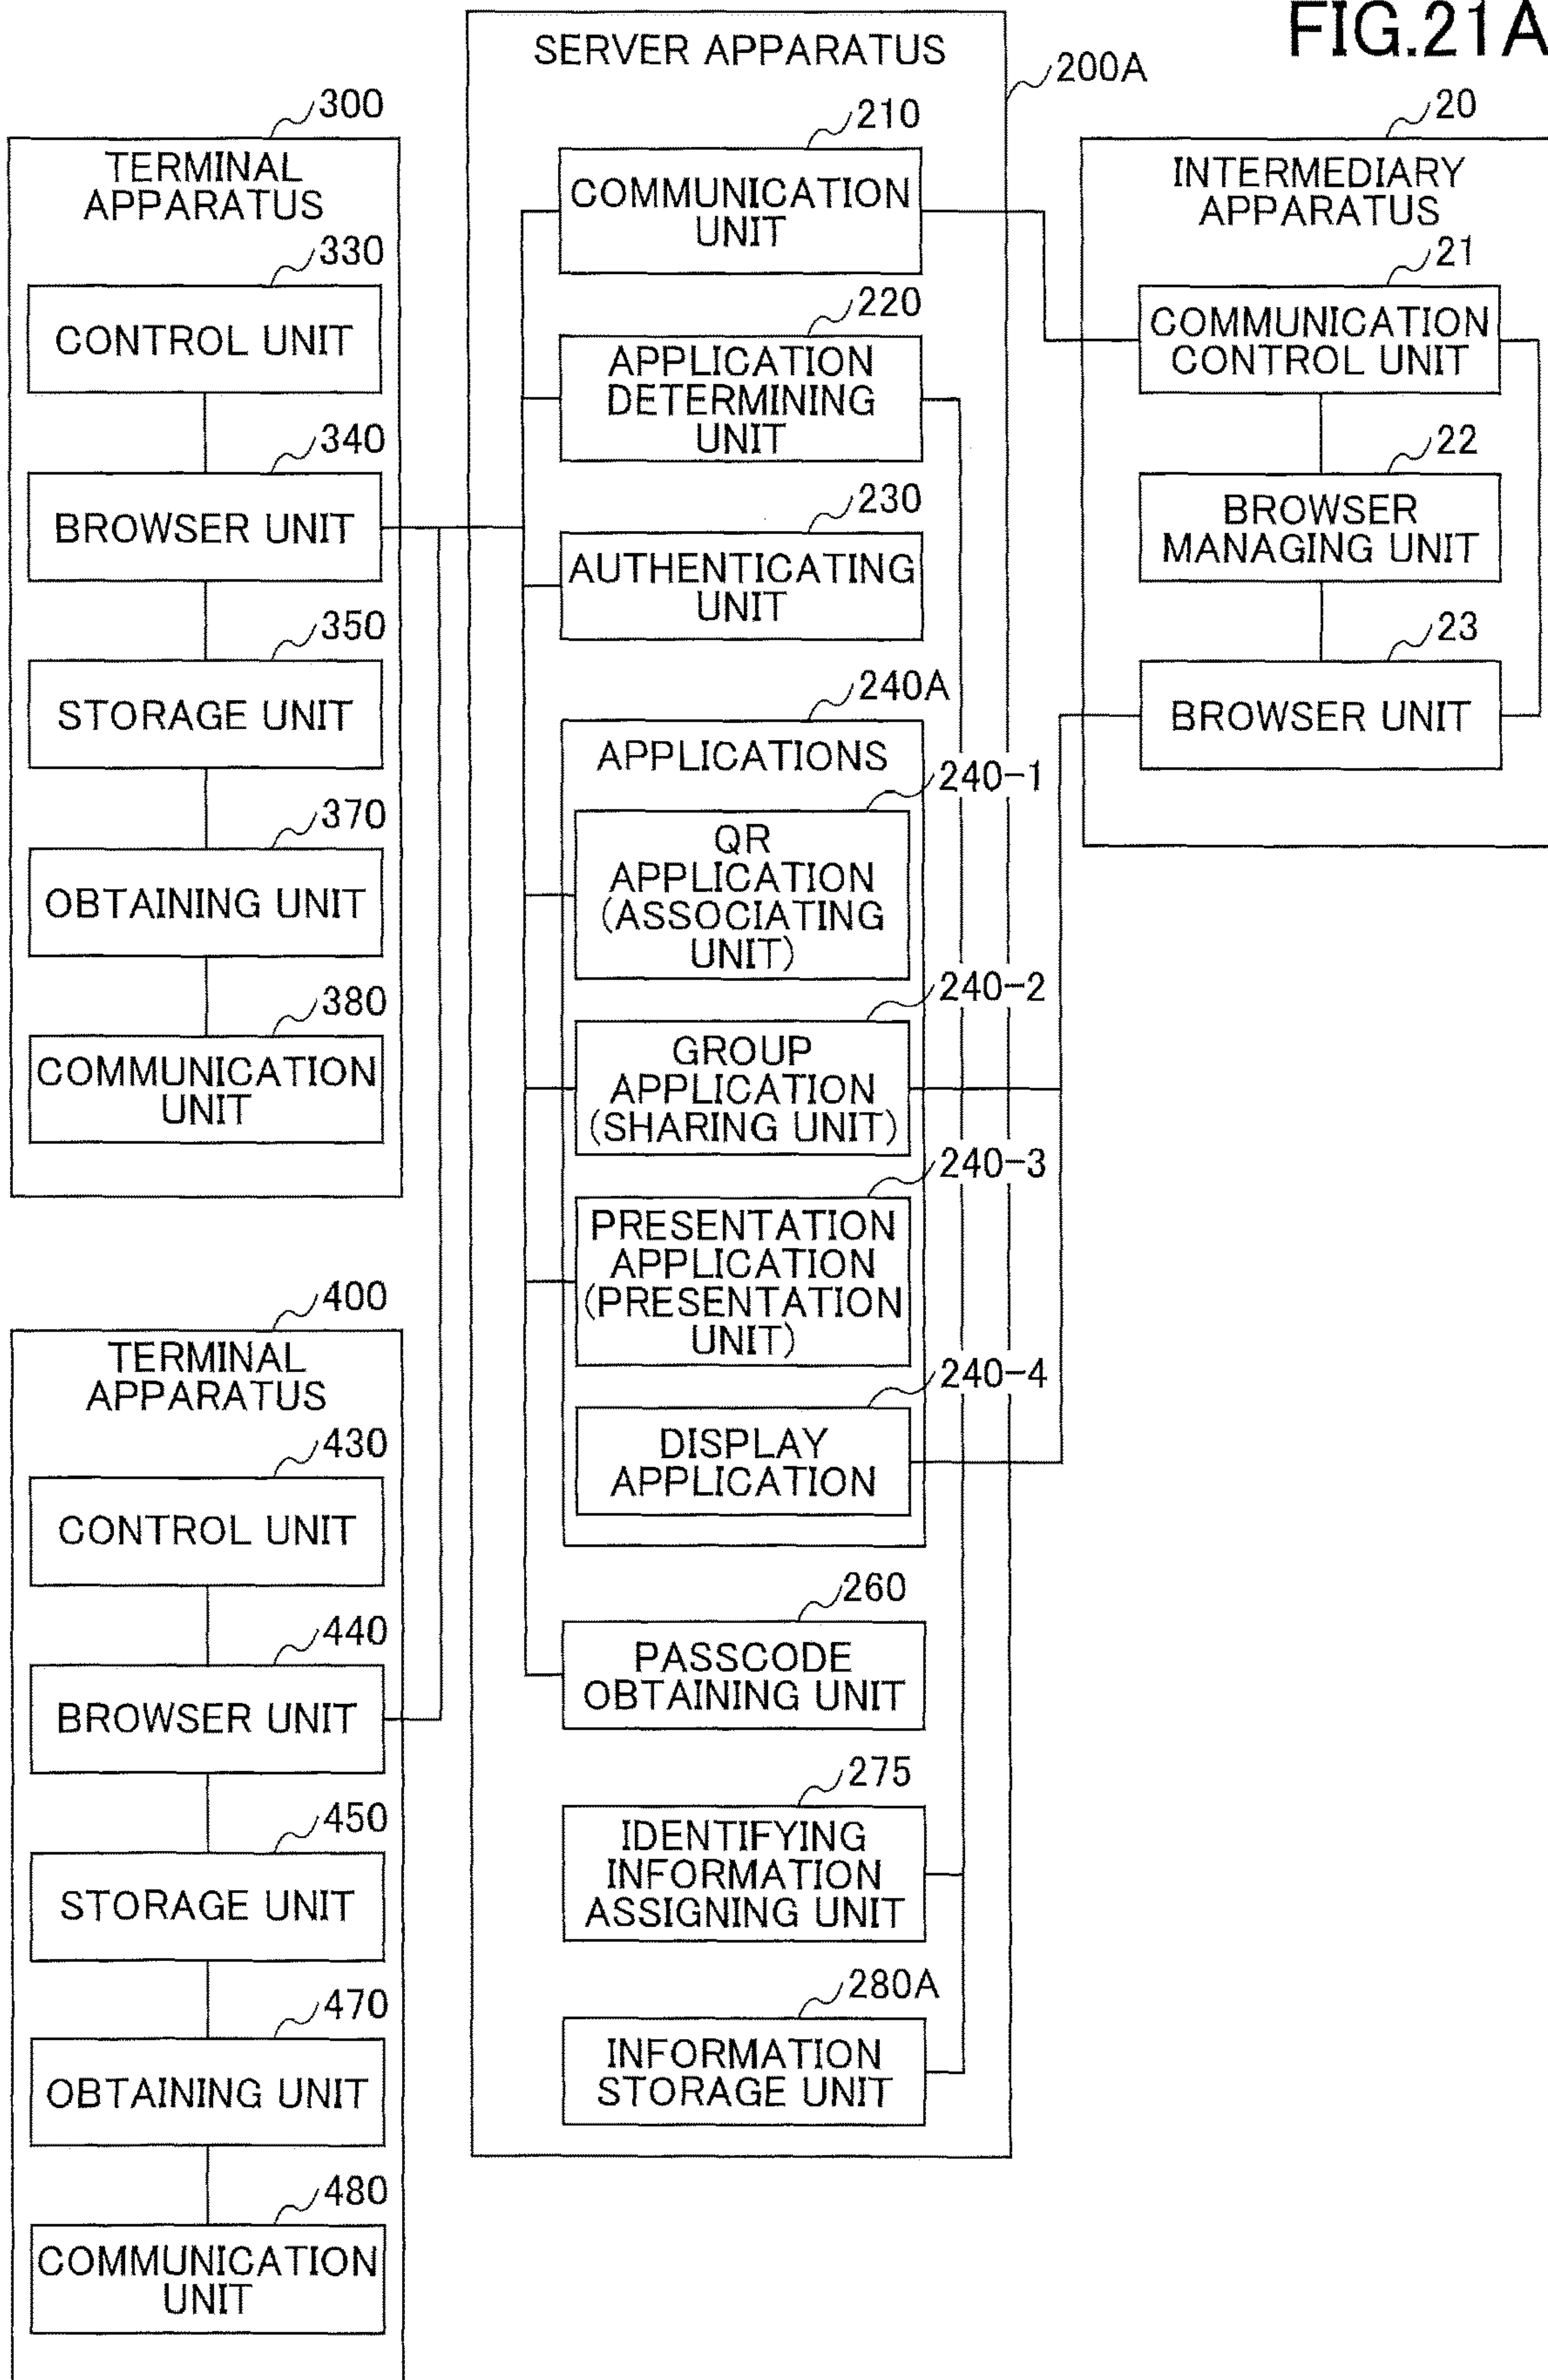 FIG.21A
300
TERMINAL
APPARATUS
330
CONTROL UNIT
340
BROWSER UNIT
350
STORAGE UNIT
370
OBTAINING UNIT
380
COMMUNICATION
UNIT
400
TERMINAL
APPARATUS
430
CONTROL UNIT
440
BROWSER UNIT
450
STORAGE UNIT
470
OBTAINING UNIT
480
COMMUNICATION
UNIT
SERVER APPARATUS
200A
210
COMMUNICATION
UNIT
220
APPLICATION
DETERMINING
UNIT
230
AUTHENTICATING
UNIT
240A
APPLICATIONS
240-1
QR
APPLICATION
(ASSOCIATING
UNIT)
240-2
GROUP
APPLICATION
(SHARING UNIT)
240-3
PRESENTATION
APPLICATION
(PRESENTATION
UNIT)
240-4
DISPLAY
APPLICATION
260
PASSCODE
OBTAINING UNIT
275
IDENTIFYING
INFORMATION
ASSIGNING UNIT
280A
INFORMATION
STORAGE UNIT
20
INTERMEDIARY
APPARATUS
21
COMMUNICATION
CONTROL UNIT
22
BROWSER
MANAGING UNIT
23
BROWSER UNIT